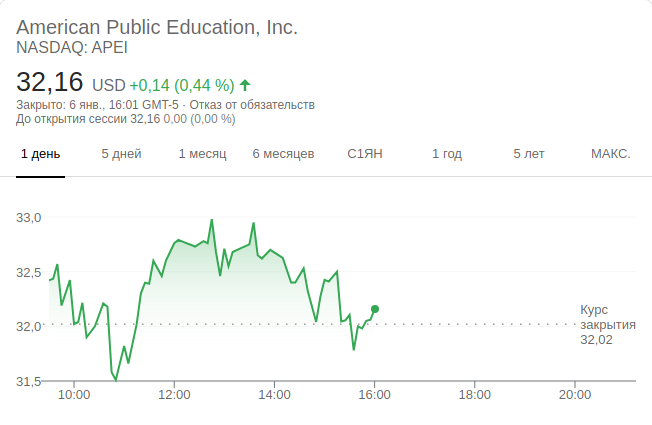 American Public Education, Inc.
NASDAQ: APEI
32,16 USD +0,14 (0,44 %)
Закрыто: 6 янв., 16:01 GMT-5 · Отказ от обязательств
До открытия сессии 32,16 0,00 (0,00 %)
1 день 5 дней 1 месяц 6 месяцев С1ЯН 1 год 5 лет МАКС.
33,0
32,5
Курс
32,0 закрытия
32,02
31,5
10:00 12:00 14:00 16:00 18:00 20:00